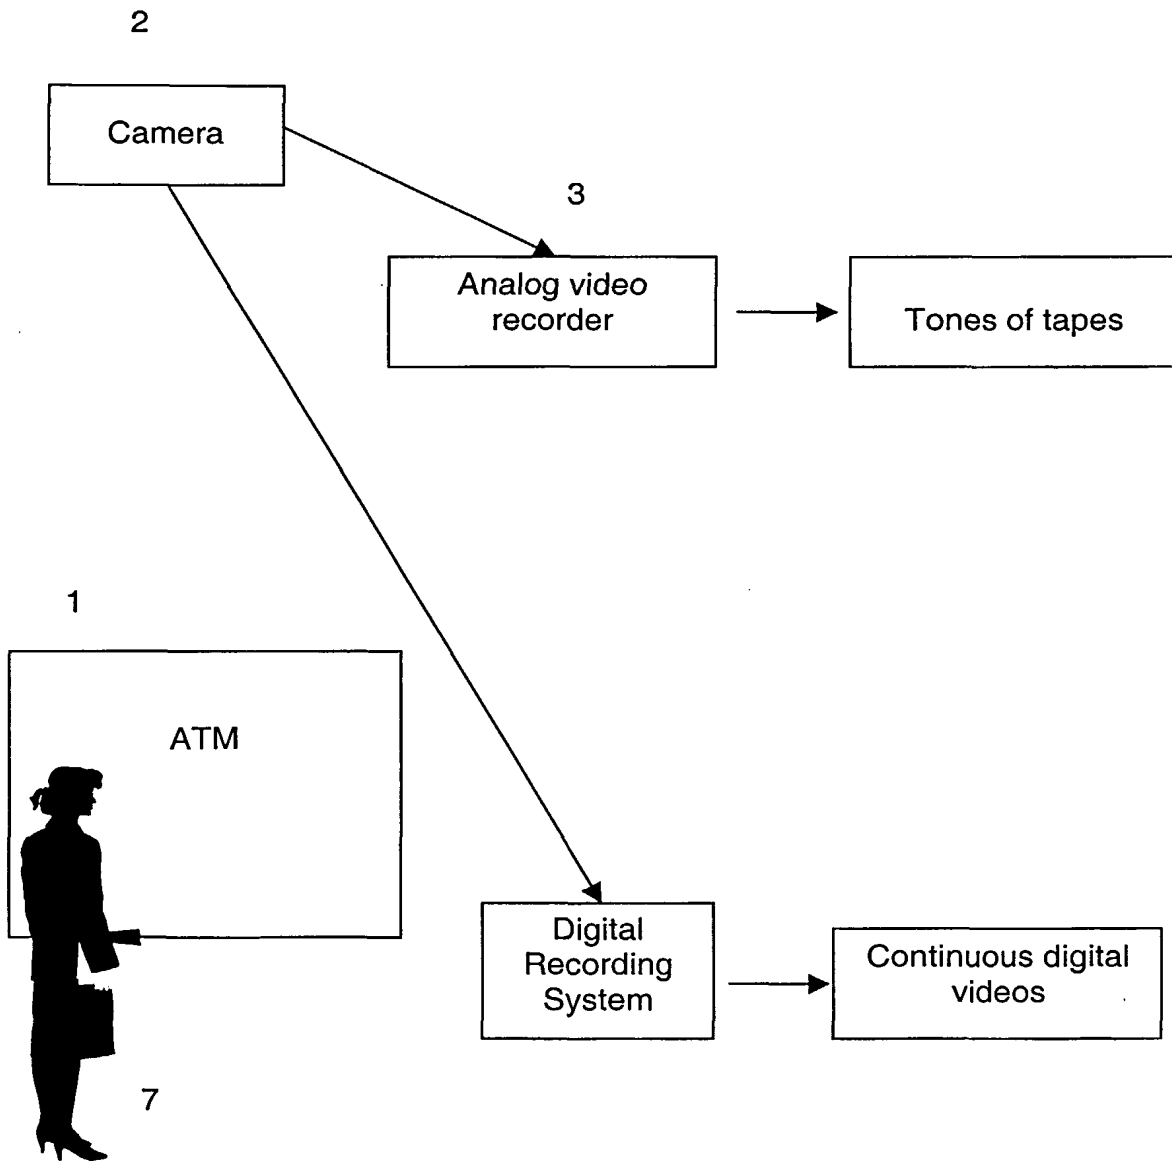 2
Camera
3
Analog video
recorder
Tones of tapes
1
ATM
Digital
Recording
System
Continuous digital
videos
7